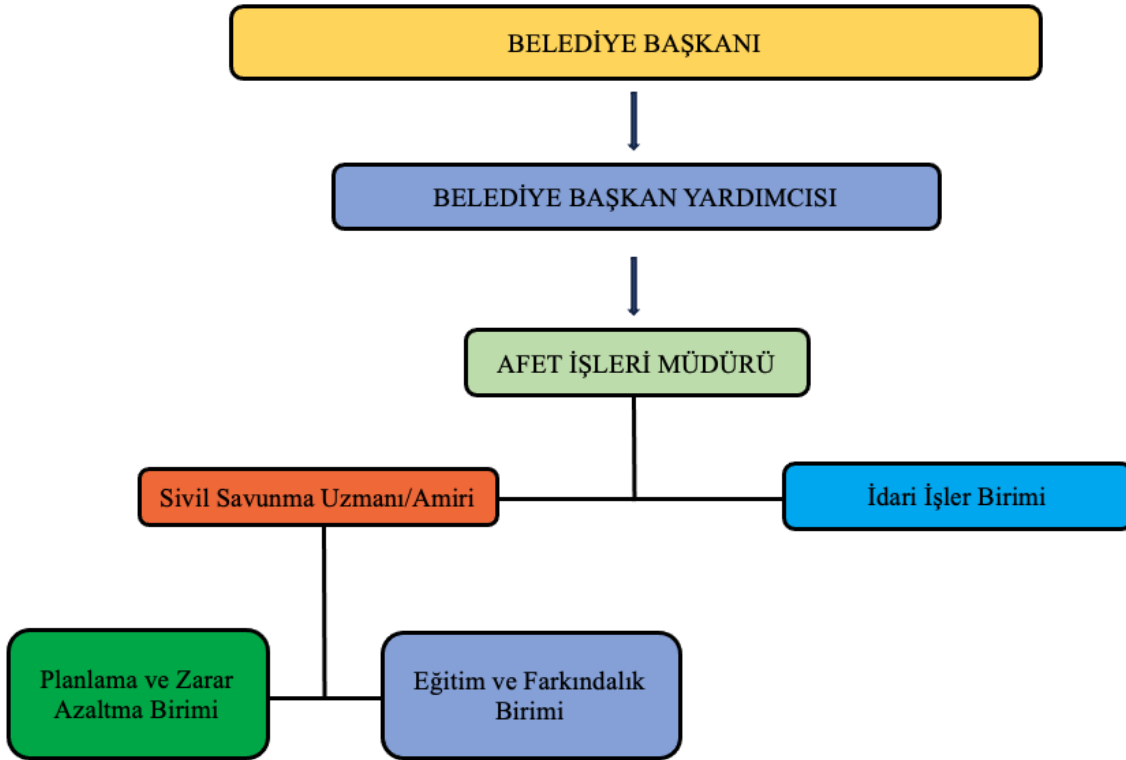 BELEDİYE BAŞKANI
BELEDİYE BAŞKAN YARDIMCISI
AFET İŞLERİ MÜDÜRÜ
Sivil Savunma Uzmanı/Amiri
İdari İşler Birimi
Planlama ve Zarar
Azaltma Birimi
Eğitim ve Farkındalık
Birimi